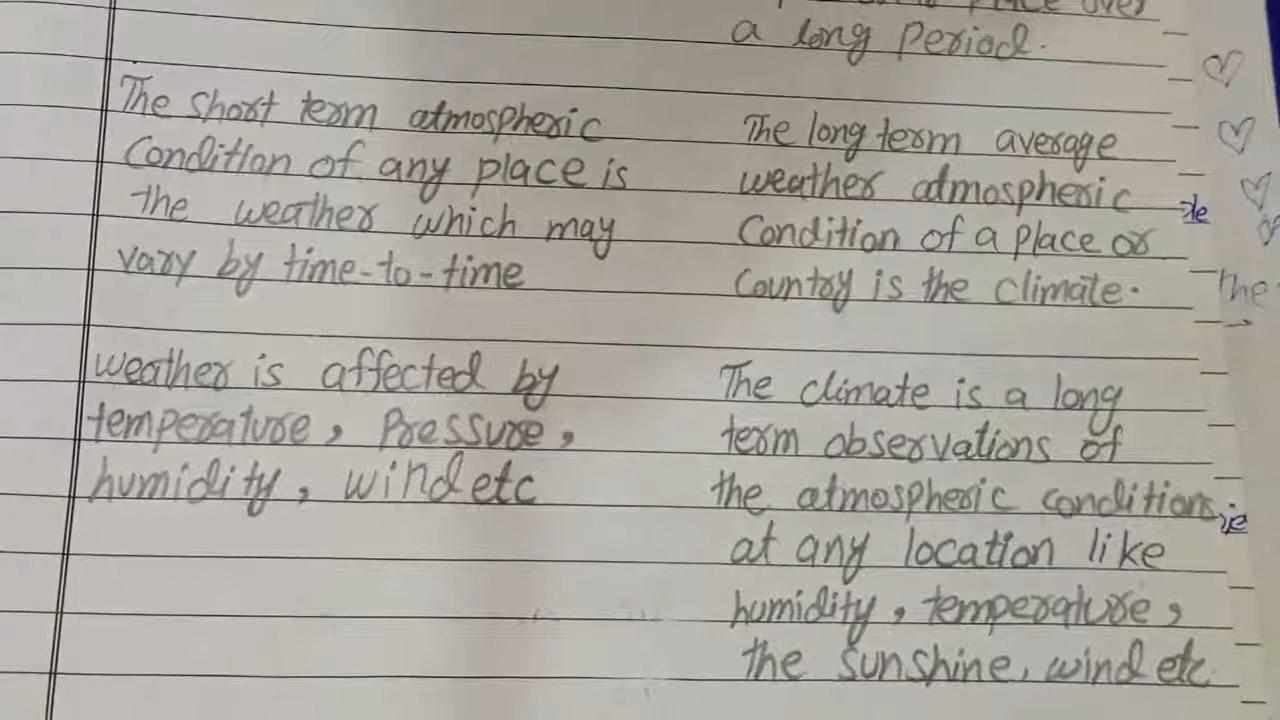 place over
a long period.
The short term atmospheric
Condition of any place is
the weather which may
vary by time-to-time
The long term average
weather atmospheric
Condition of a place or
Country is the climate.
weather is affected by
temperature, Pressure,
humidity, wind etc
The climate is a long
term observations of
the atmospheric conditions
at any location like
humidity, temperature,
the sunshine, wind etc.
The